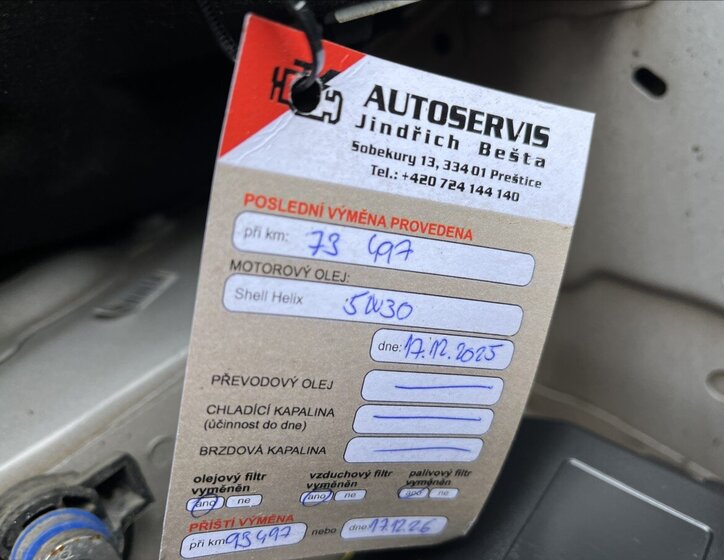 AUTOSERVIS
Jindřich Bešta
Sobekury 13, 334 01 Přeštice
Tel.: +420 724 144 140
POSLEDNÍ VÝMĚNA PROVEDENA
při km: 73 497
MOTOROVÝ OLEJ:
Shell Helix 5W30
dne: 17.12.2025
PŘEVODOVÝ OLEJ
CHLADÍCÍ KAPALINA
(účinnost do dne)
BRZDOVÁ KAPALINA
olejový filtr vzduchový filtr palivový filtr
vyměněn vyměněn vyměněn
ano ne ano ne ano ne
PŘÍŠTÍ VÝMĚNA
při km 93497 nebo dne 17.12.26